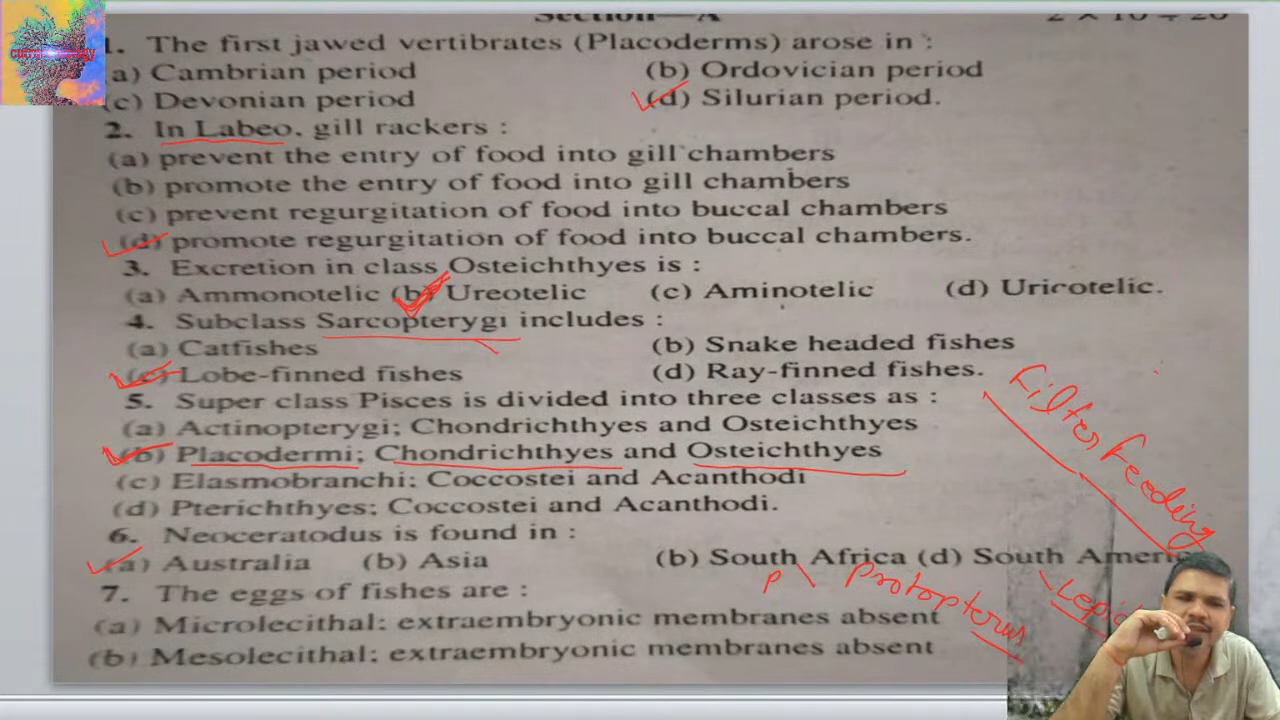 Section—A 2 × 10 = 20
1. The first jawed vertibrates (Placoderms) arose in :
(a) Cambrian period (b) Ordovician period
(c) Devonian period (d) Silurian period.
2. In Labeo, gill rackers :
(a) prevent the entry of food into gill chambers
(b) promote the entry of food into gill chambers
(c) prevent regurgitation of food into buccal chambers
(d) promote regurgitation of food into buccal chambers.
3. Excretion in class Osteichthyes is :
(a) Ammonotelic (b) Ureotelic (c) Aminotelic (d) Uricotelic.
4. Subclass Sarcopterygi includes :
(a) Catfishes (b) Snake headed fishes
(c) Lobe-finned fishes (d) Ray-finned fishes.
5. Super class Pisces is divided into three classes as :
(a) Actinopterygi; Chondrichthyes and Osteichthyes
(b) Placodermi; Chondrichthyes and Osteichthyes
(c) Elasmobranchi; Coccostei and Acanthodi
(d) Pterichthyes; Coccostei and Acanthodi.
Filter Feeding
6. Neoceratodus is found in :
(a) Australia (b) Asia (b) South Africa (d) South Americ
P Protopterus Lepid
7. The eggs of fishes are :
(a) Microlecithal; extraembryonic membranes absent
(b) Mesolecithal; extraembryonic membranes absent